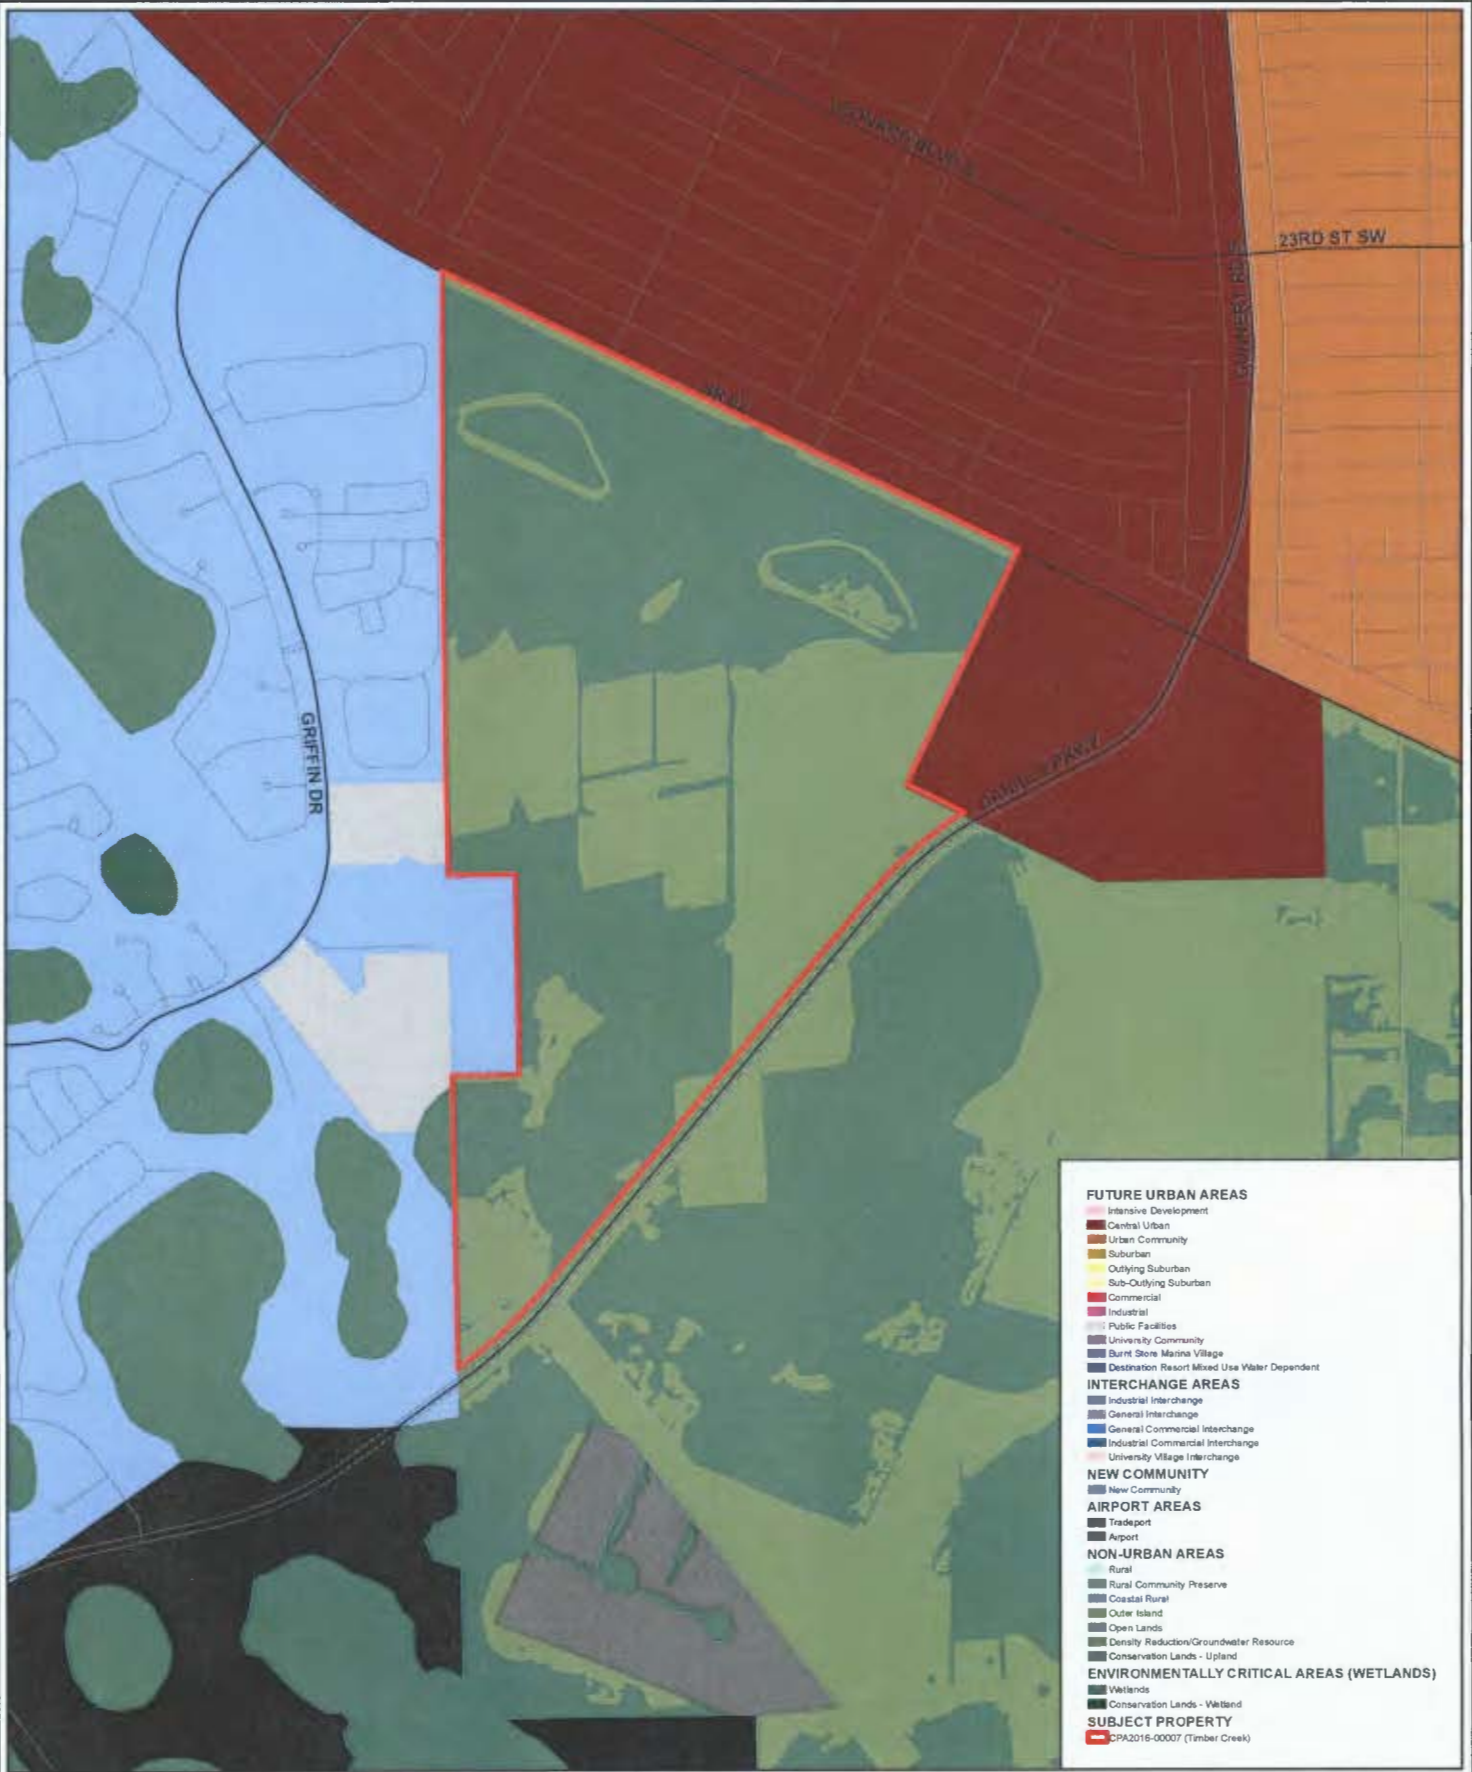 23RD ST SW
GUNNERY RD S
SR 82
GRIFFIN DR
FUTURE URBAN AREAS
Intensive Development
Central Urban
Urban Community
Suburban
Outlying Suburban
Sub-Outlying Suburban
Commercial
Industrial
Public Facilities
University Community
Burnt Store Marina Village
Destination Resort Mixed Use Water Dependent
INTERCHANGE AREAS
Industrial Interchange
General Interchange
General Commercial Interchange
Industrial Commercial Interchange
University Village Interchange
NEW COMMUNITY
New Community
AIRPORT AREAS
Tradeport
Airport
NON-URBAN AREAS
Rural
Rural Community Preserve
Coastal Rural
Outer Island
Open Lands
Density Reduction/Groundwater Resource
Conservation Lands - Upland
ENVIRONMENTALLY CRITICAL AREAS (WETLANDS)
Wetlands
Conservation Lands - Wetland
SUBJECT PROPERTY
CPA2016-00007 (Timber Creek)